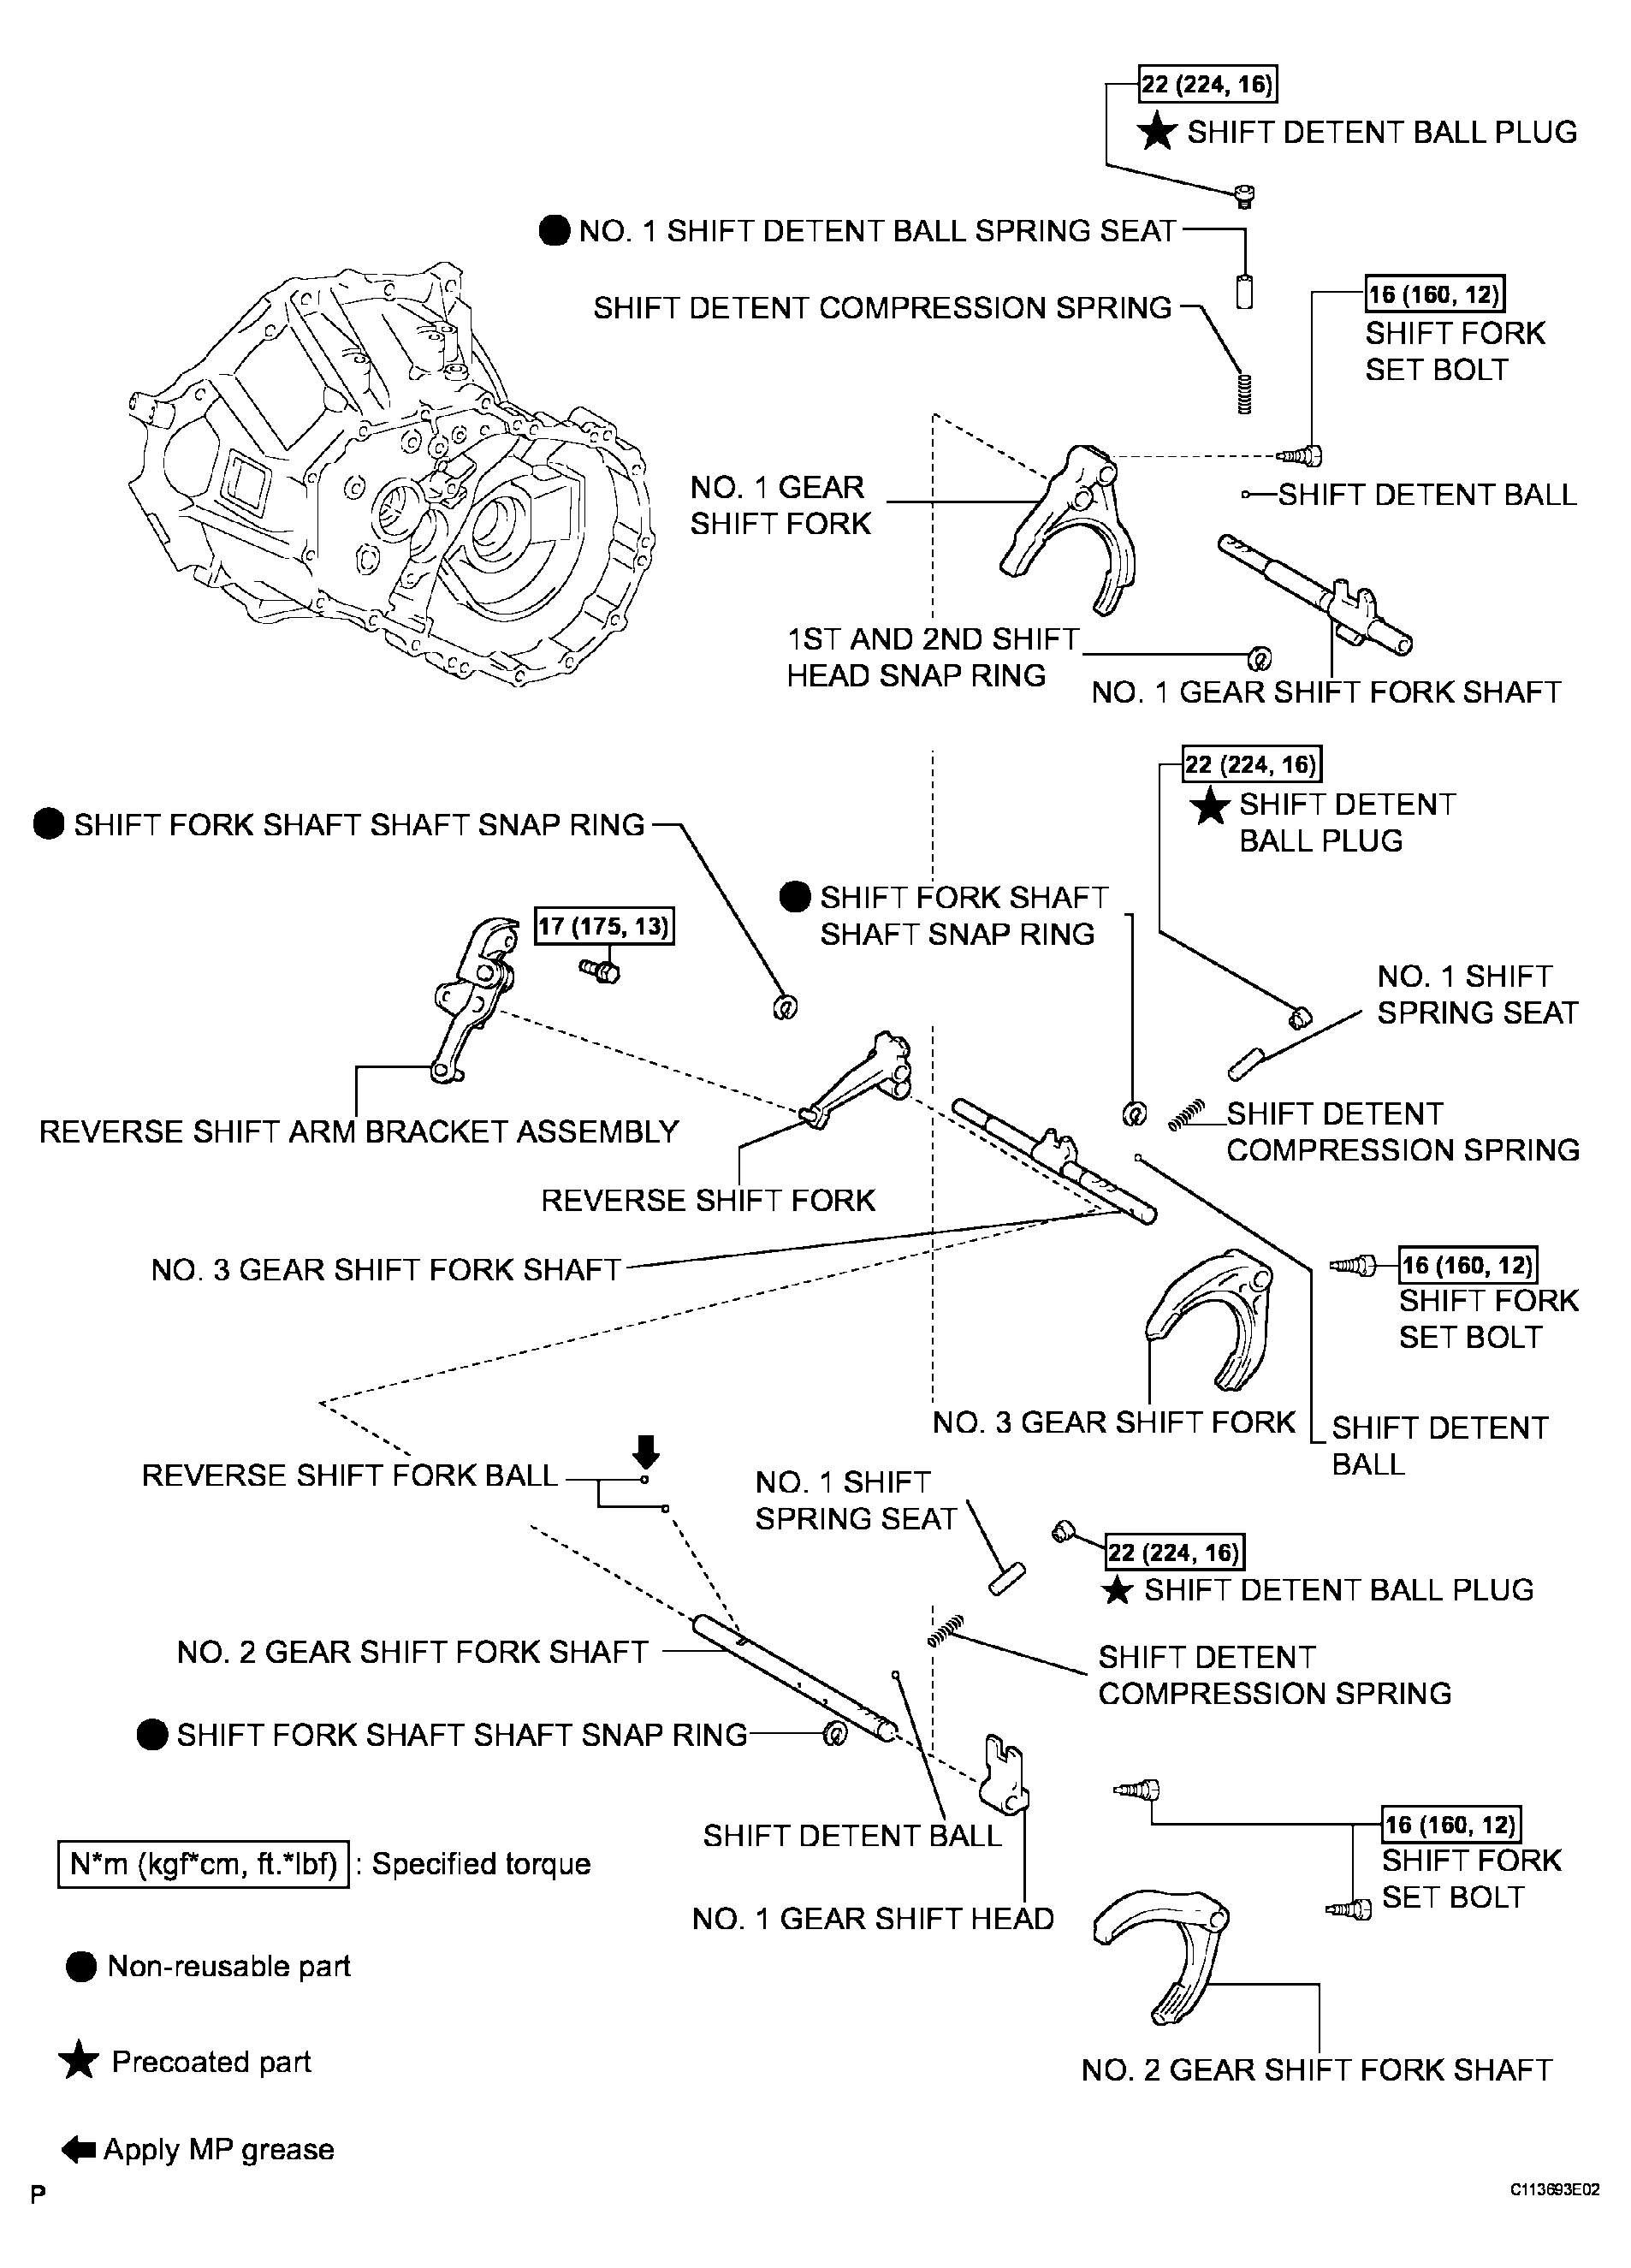 22 (224, 16)
★ SHIFT DETENT BALL PLUG
● NO. 1 SHIFT DETENT BALL SPRING SEAT
SHIFT DETENT COMPRESSION SPRING
16 (160, 12)
SHIFT FORK
SET BOLT
NO. 1 GEAR
SHIFT FORK
SHIFT DETENT BALL
1ST AND 2ND SHIFT
HEAD SNAP RING
NO. 1 GEAR SHIFT FORK SHAFT
22 (224, 16)
★ SHIFT DETENT
BALL PLUG
● SHIFT FORK SHAFT SHAFT SNAP RING
● SHIFT FORK SHAFT
SHAFT SNAP RING
17 (175, 13)
NO. 1 SHIFT
SPRING SEAT
SHIFT DETENT
COMPRESSION SPRING
REVERSE SHIFT ARM BRACKET ASSEMBLY
REVERSE SHIFT FORK
NO. 3 GEAR SHIFT FORK SHAFT
16 (160, 12)
SHIFT FORK
SET BOLT
NO. 3 GEAR SHIFT FORK
SHIFT DETENT
BALL
REVERSE SHIFT FORK BALL
NO. 1 SHIFT
SPRING SEAT
22 (224, 16)
★ SHIFT DETENT BALL PLUG
NO. 2 GEAR SHIFT FORK SHAFT
SHIFT DETENT
COMPRESSION SPRING
● SHIFT FORK SHAFT SHAFT SNAP RING
SHIFT DETENT BALL
16 (160, 12)
SHIFT FORK
SET BOLT
N*m (kgf*cm, ft.*lbf) : Specified torque
NO. 1 GEAR SHIFT HEAD
● Non-reusable part
★ Precoated part
NO. 2 GEAR SHIFT FORK SHAFT
Apply MP grease
P
C113693E02